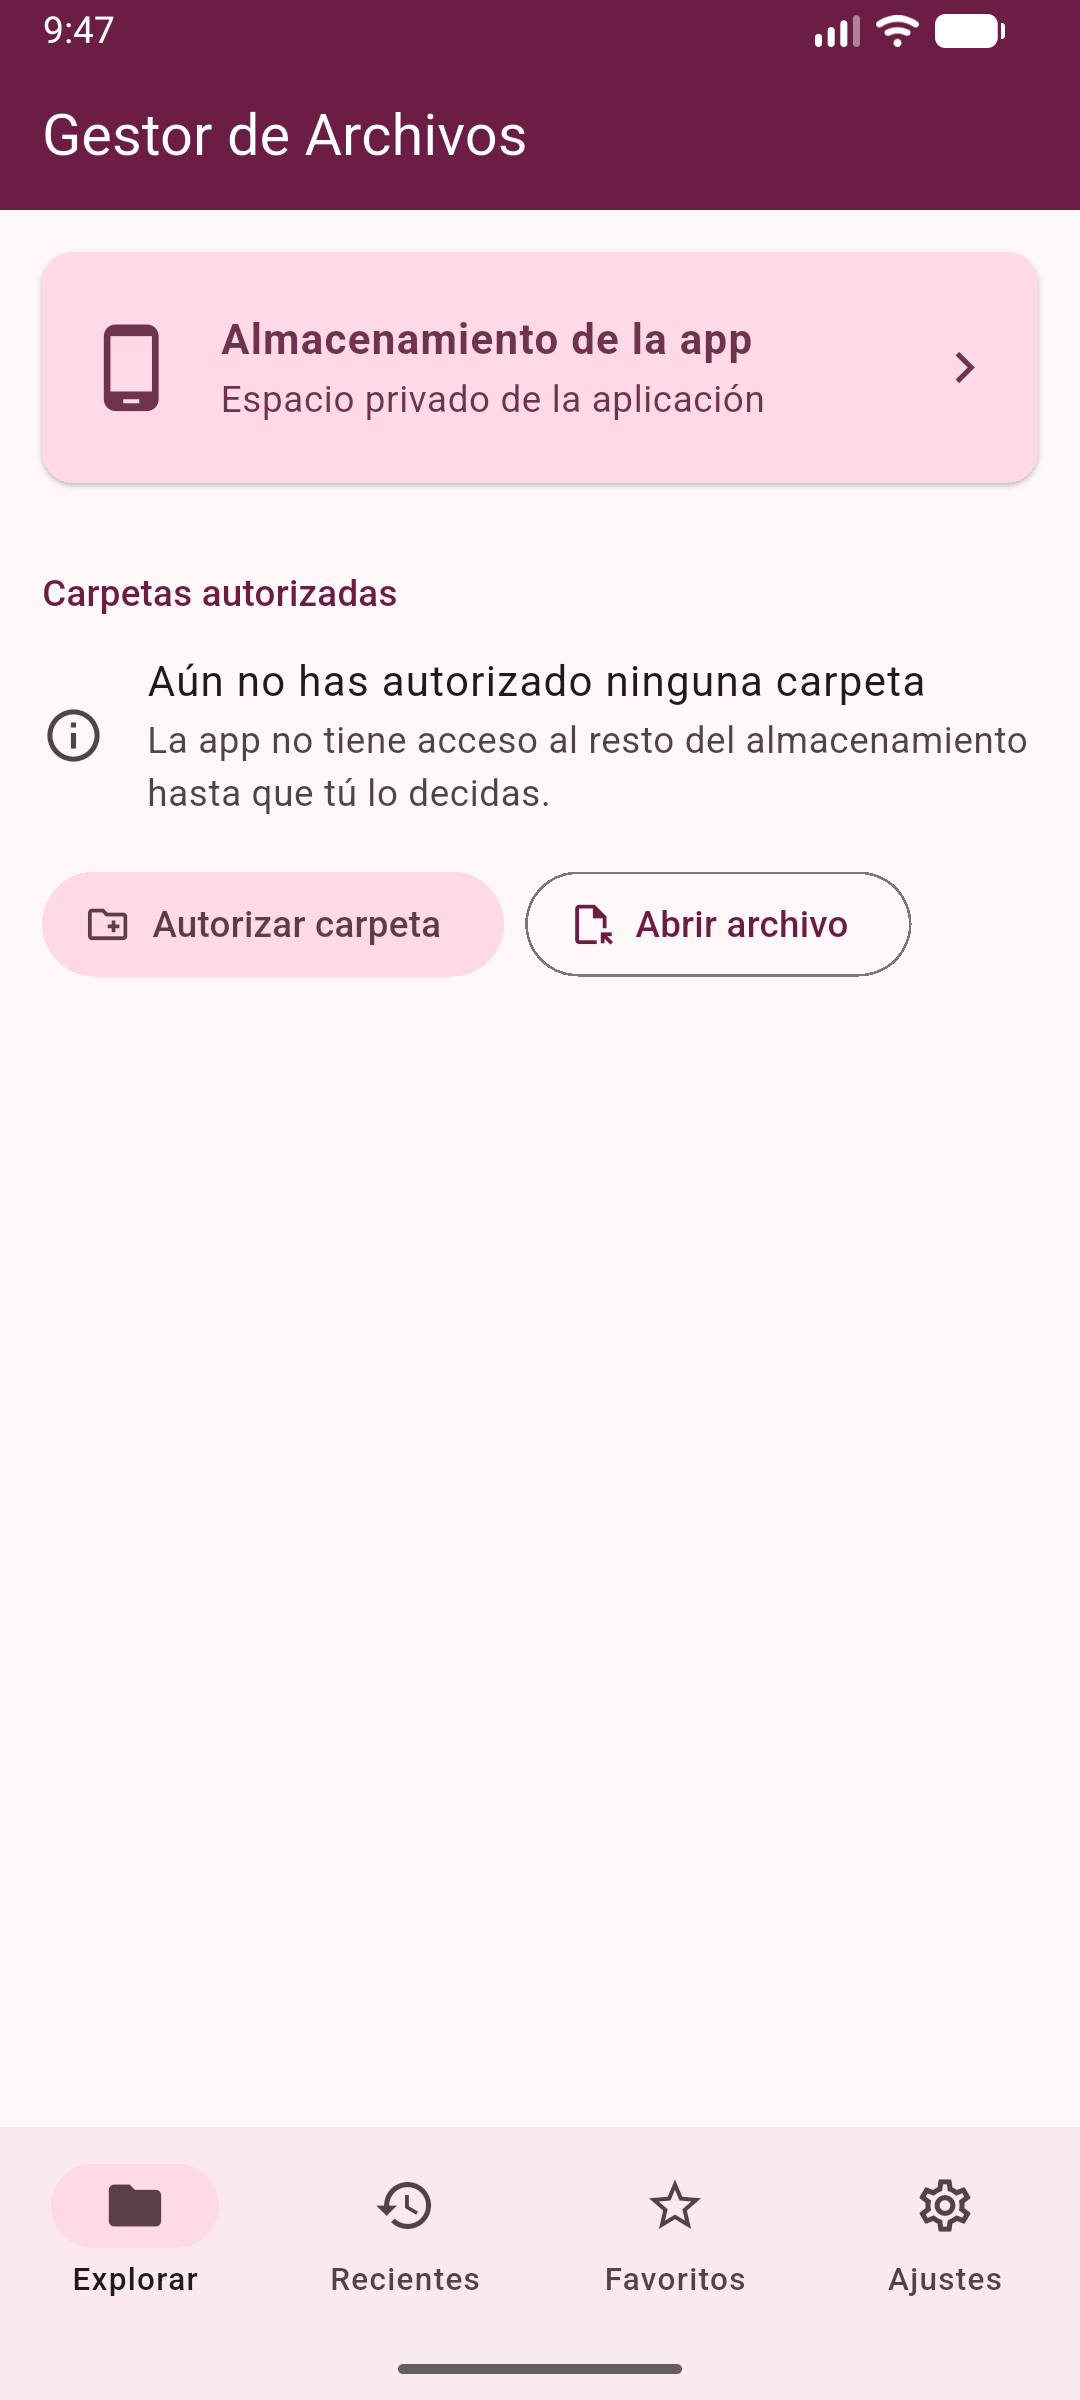 9:47
Gestor de Archivos
Almacenamiento de la app
Espacio privado de la aplicación
Carpetas autorizadas
Aún no has autorizado ninguna carpeta
La app no tiene acceso al resto del almacenamiento
hasta que tú lo decidas.
Autorizar carpeta
Abrir archivo
Explorar
Recientes
Favoritos
Ajustes